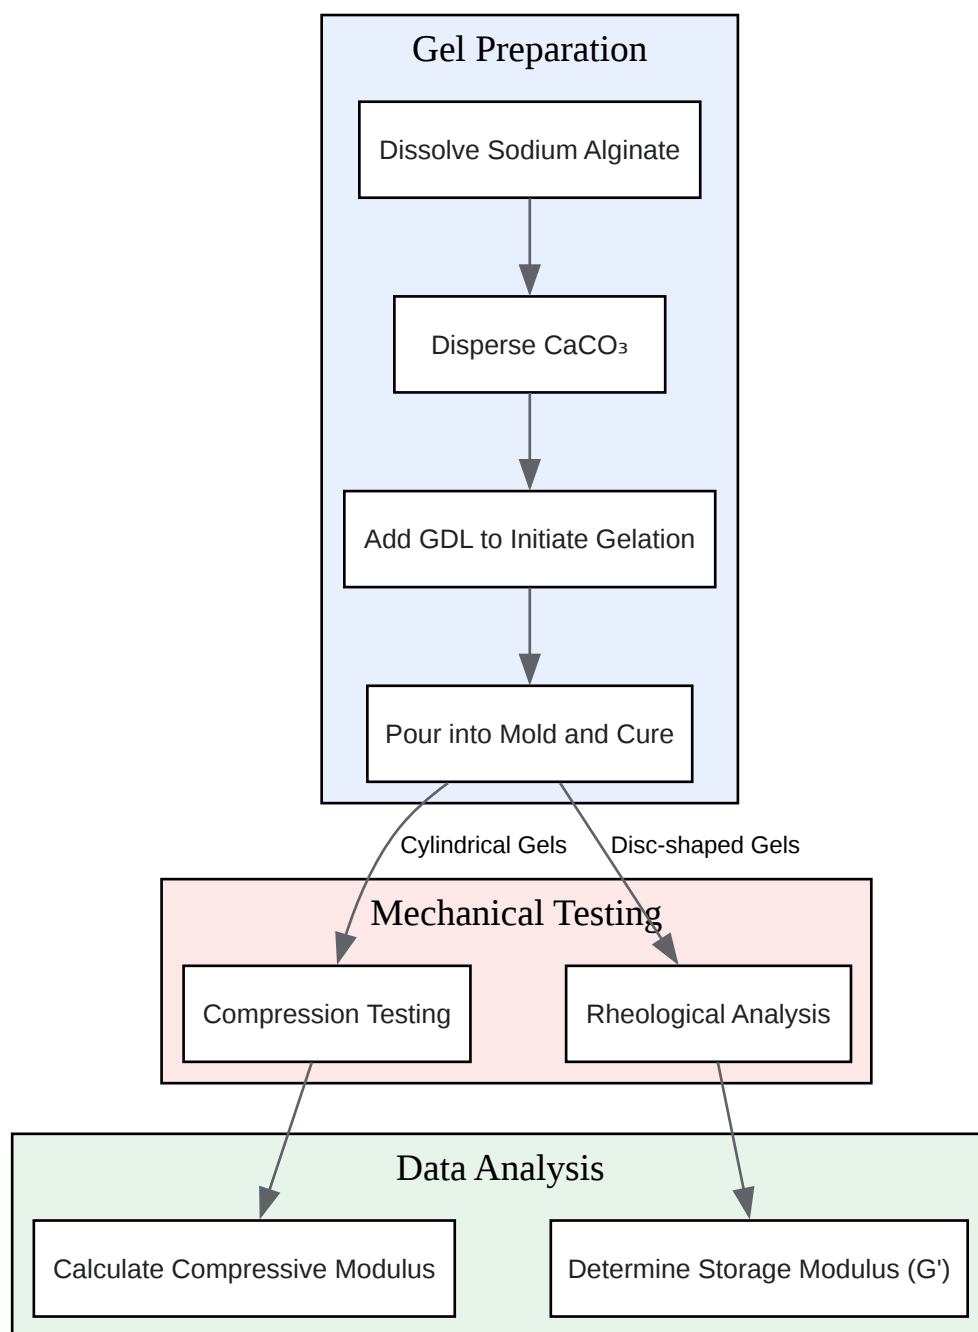 Gel Preparation
Dissolve Sodium Alginate
Disperse CaCO₃
Add GDL to Initiate Gelation
Pour into Mold and Cure
Cylindrical Gels
Disc-shaped Gels
Mechanical Testing
Compression Testing
Rheological Analysis
Data Analysis
Calculate Compressive Modulus
Determine Storage Modulus (G')